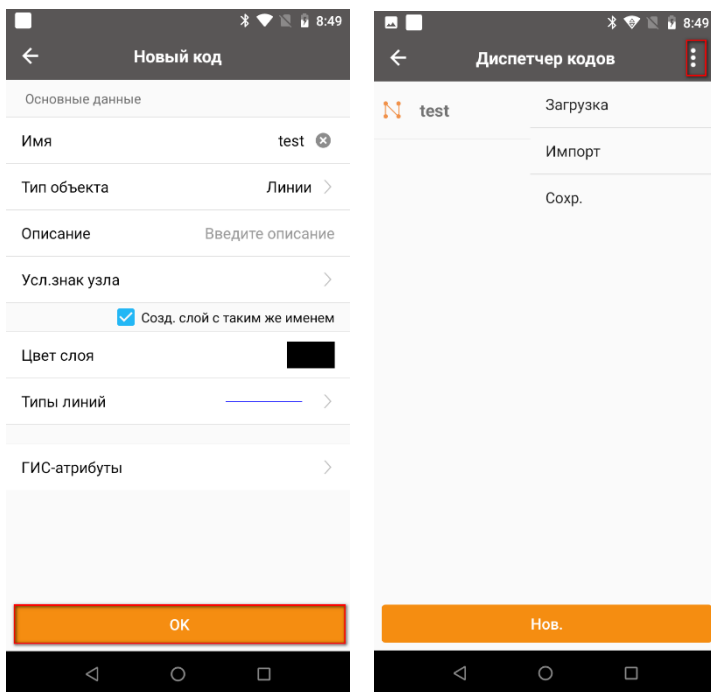 8:49
Новый код
Основные данные
Имя test
Тип объекта Линии
Описание Введите описание
Усл.знак узла
Созд. слой с таким же именем
Цвет слоя
Типы линий
ГИС-атрибуты
OK
8:49
Диспетчер кодов
test
Загрузка
Импорт
Сохр.
Нов.